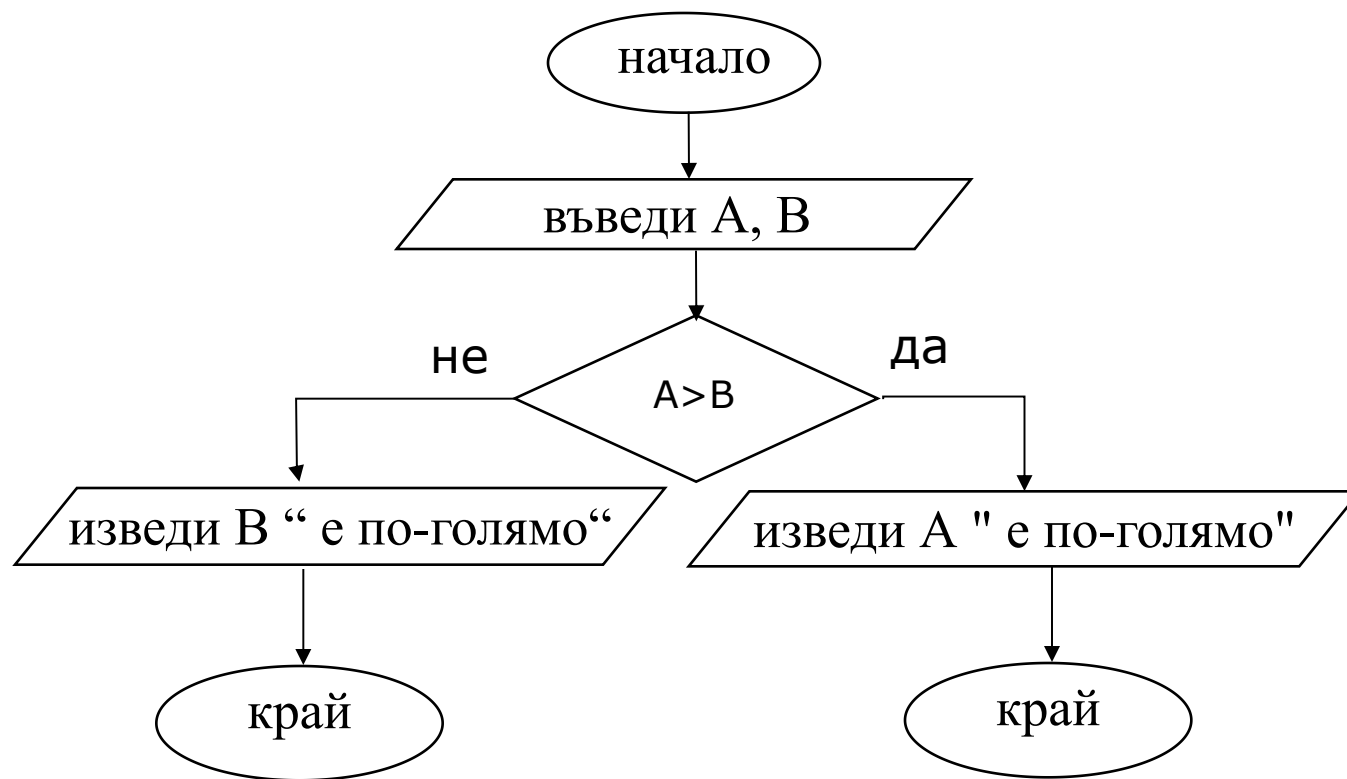 начало
въведи А, В
не
да
A>B
изведи В “ е по-голямо“
изведи А " е по-голямо"
край
край